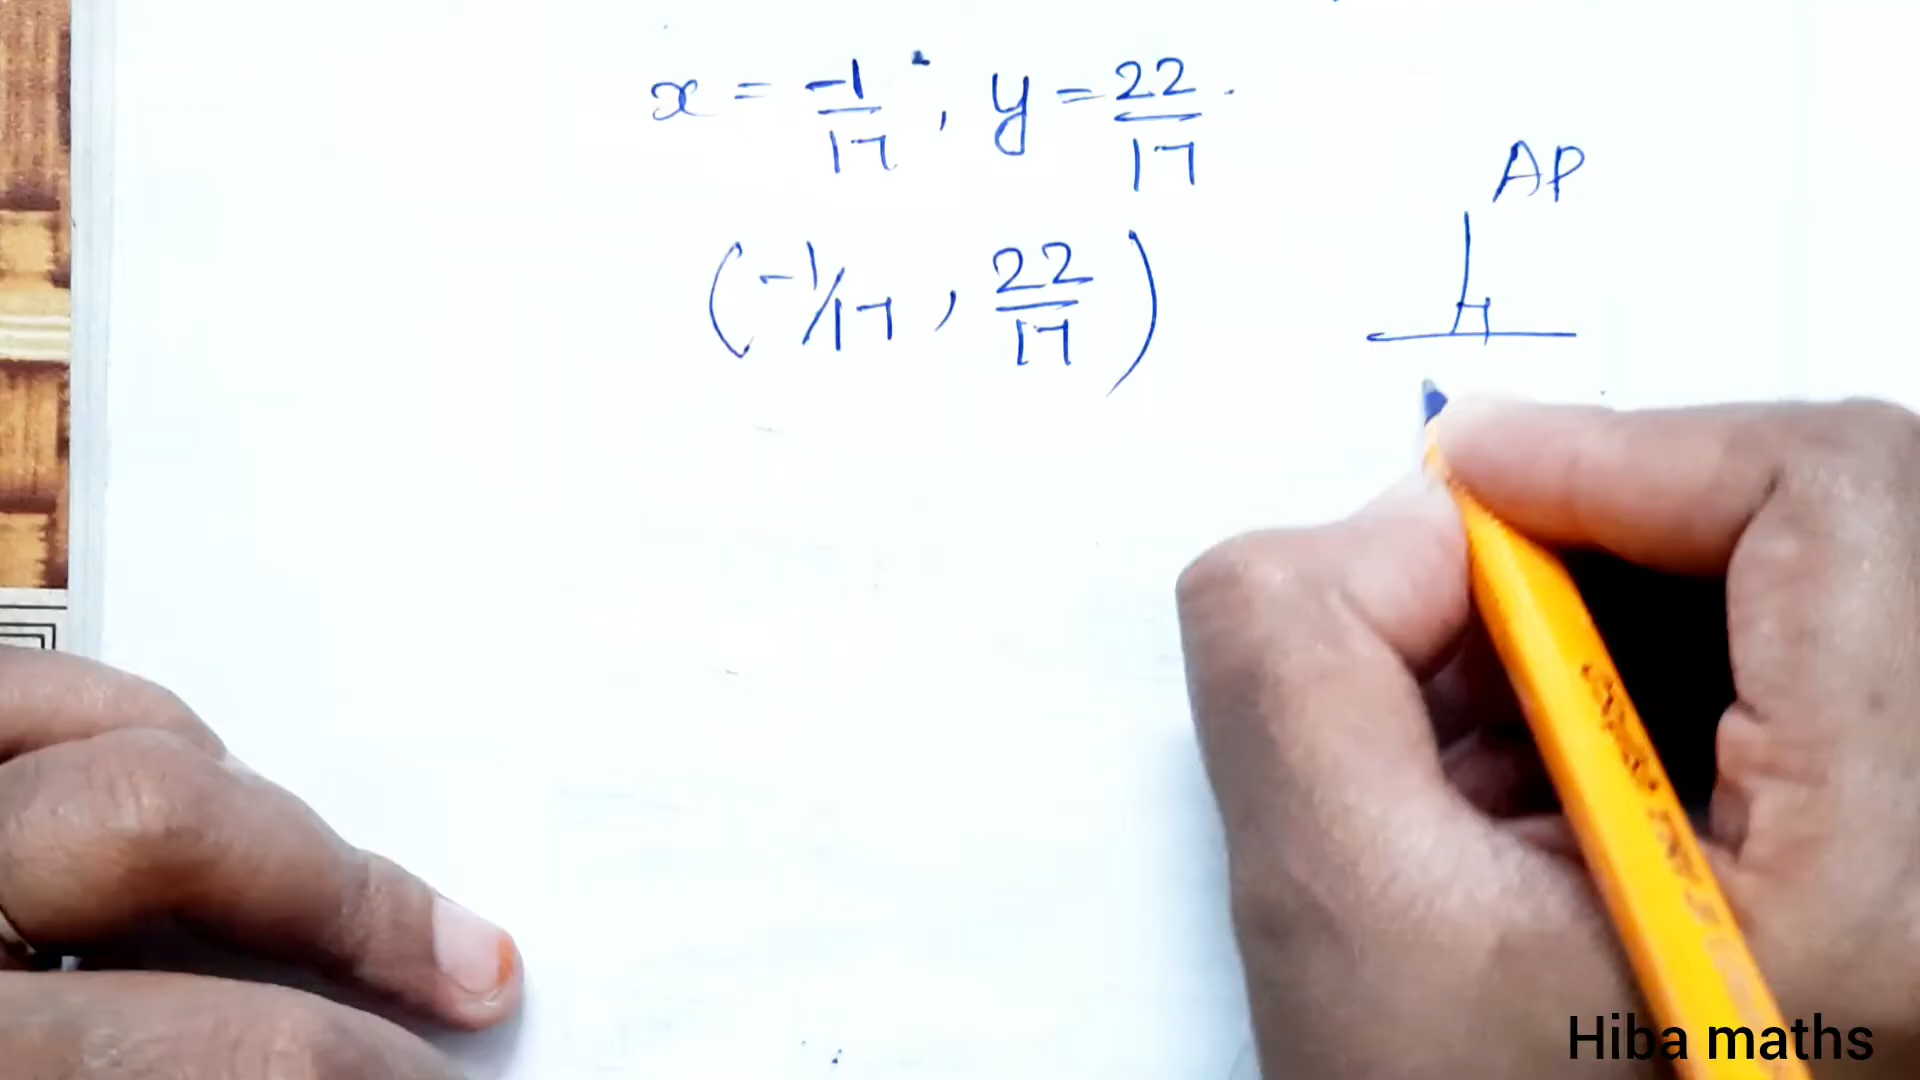 x = -1/17, y = 22/17.
AP
(-1/17, 22/17)
Hiba maths